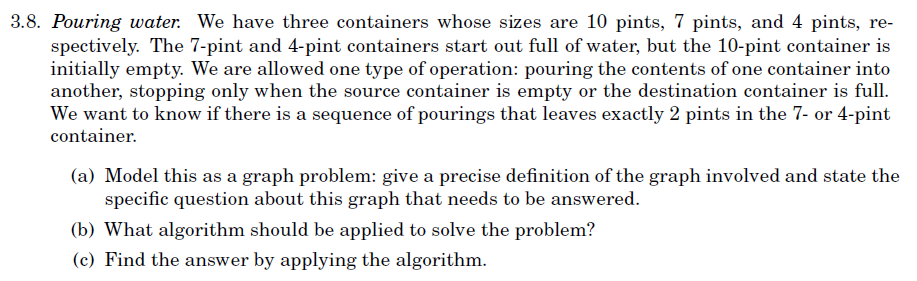 3.8. Pouring water. We have three containers whose sizes are 10 pints, 7 pints, and 4 pints, re-
spectively. The 7-pint and 4-pint containers start out full of water, but the 10-pint container is
initially empty. We are allowed one type of operation: pouring the contents of one container into
another, stopping only when the source container is empty or the destination container is full.
We want to know if there is a sequence of pourings that leaves exactly 2 pints in the 7- or 4-pint
container.
(a) Model this as a graph problem: give a precise definition of the graph involved and state the
specific question about this graph that needs to be answered.
(b) What algorithm should be applied to solve the problem?
(c) Find the answer by applying the algorithm.